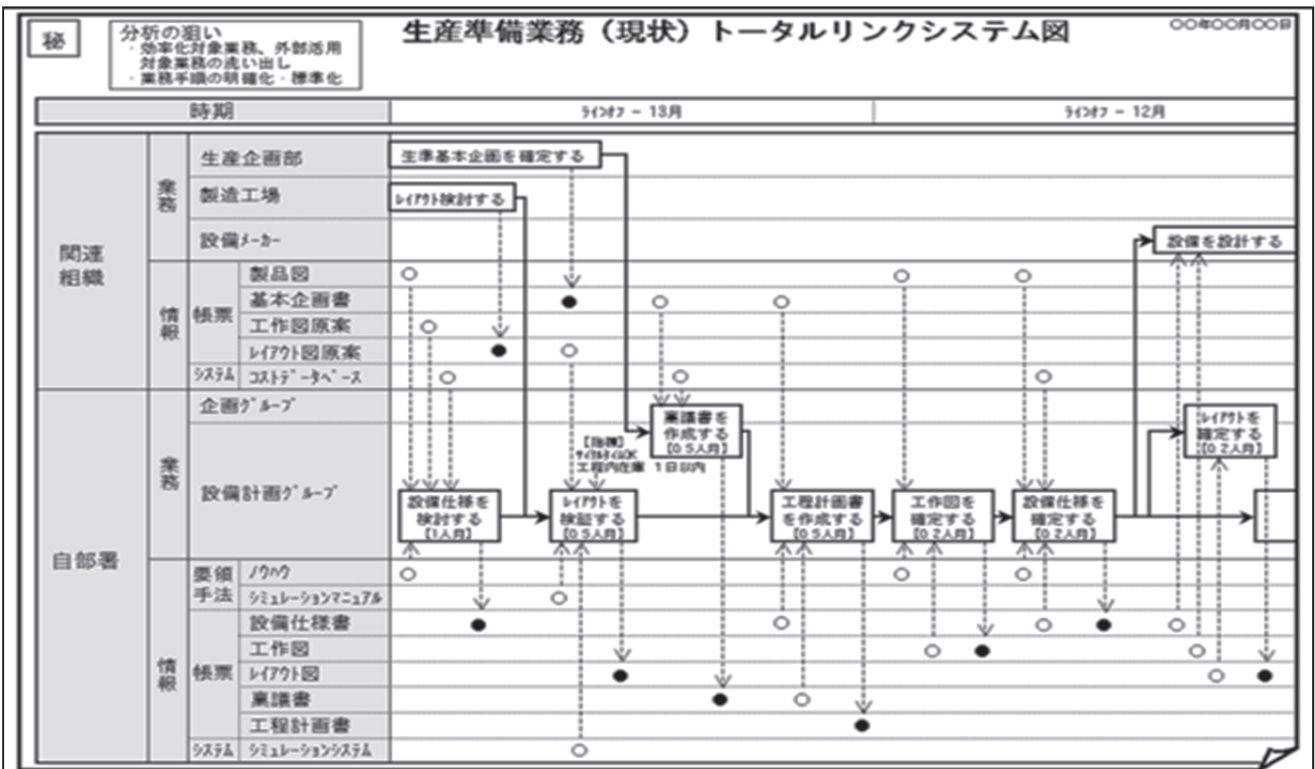 秘
分析の狙い
・効率化対象業務、外部活用
対象業務の洗い出し
・業務手順の明確化・標準化
生産準備業務（現状）トータルリンクシステム図
〇〇年〇〇月〇〇日
時期
ﾗｲﾝｵﾌ － 13月
ﾗｲﾝｵﾌ － 12月
関連
組織
業務
生産企画部
生準基本企画を確定する
製造工場
ﾚｲｱｳﾄ検討する
設備ﾒｰｶｰ
設備を設計する
情報
帳票
製品図
基本企画書
工作図原案
ﾚｲｱｳﾄ図原案
ｼｽﾃﾑ
ｺｽﾄﾃﾞｰﾀﾍﾞｰｽ
自部署
業務
企画ｸﾞﾙｰﾌﾟ
稟議書を
作成する
[0.5人月]
ﾚｲｱｳﾄを
確定する
[0.2人月]
工程内在庫 1日以内
設備計画ｸﾞﾙｰﾌﾟ
設備仕様を
検討する
[1人月]
ﾚｲｱｳﾄを
検証する
[0.5人月]
工程計画書
を作成する
[0.5人月]
工作図を
確定する
[0.2人月]
設備仕様を
確定する
[0.2人月]
情報
要領
手法
ﾉｳﾊｳ
ｼﾐｭﾚｰｼｮﾝﾏﾆｭｱﾙ
帳票
設備仕様書
工作図
ﾚｲｱｳﾄ図
稟議書
工程計画書
ｼｽﾃﾑ
ｼﾐｭﾚｰｼｮﾝｼｽﾃﾑ